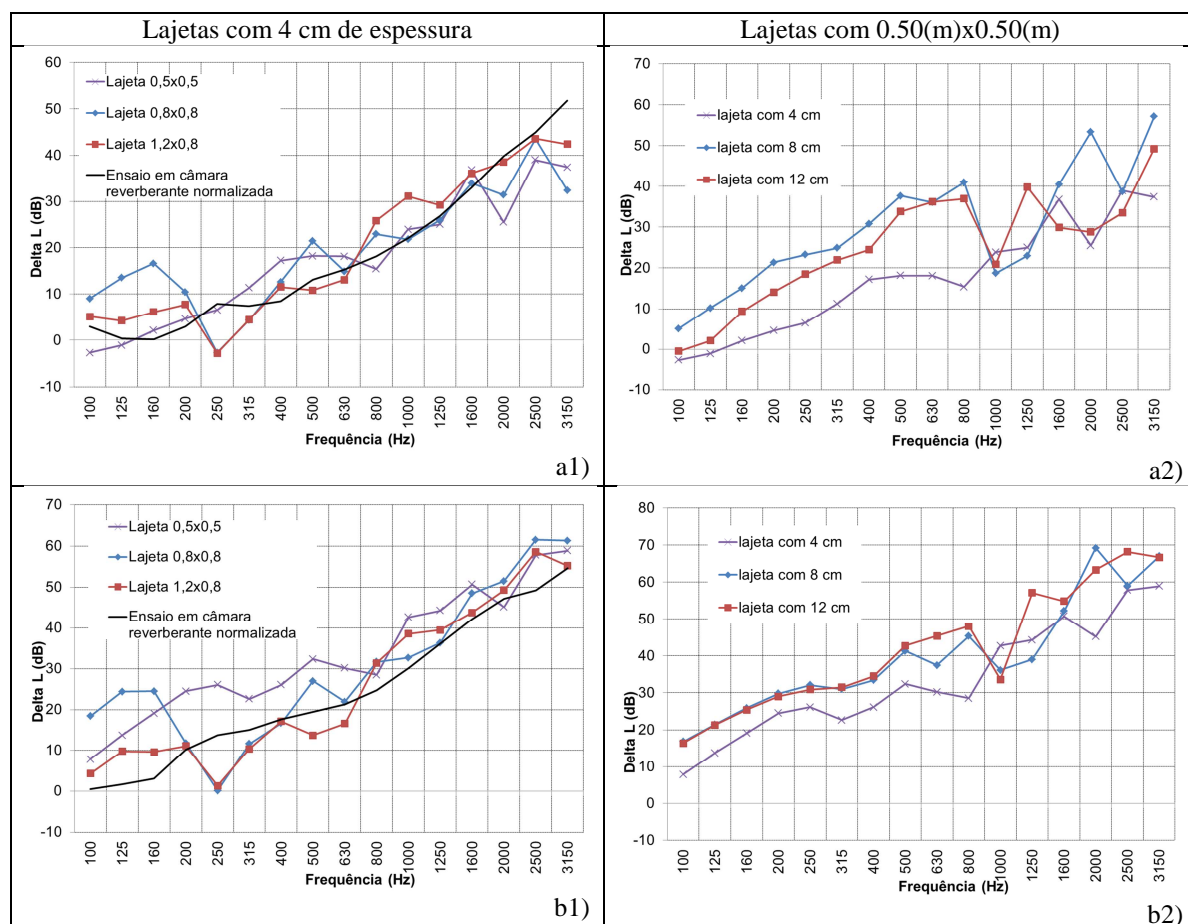 Lajetas com 4 cm de espessura
Lajetas com 0.50(m)x0.50(m)
60
50
40
30
20
10
0
-10
Delta L (dB)
Lajeta 0,5x0,5
Lajeta 0,8x0,8
Lajeta 1,2x0,8
Ensaio em câmara
reverberante normalizada
100 125 160 200 250 315 400 500 630 800 1000 1250 1600 2000 2500 3150
Frequência (Hz)
a1)
70
60
50
40
30
20
10
0
-10
Delta L (dB)
lajeta com 4 cm
lajeta com 8 cm
lajeta com 12 cm
100 125 160 200 250 315 400 500 630 800 1000 1250 1600 2000 2500 3150
Frequência (Hz)
a2)
70
60
50
40
30
20
10
0
-10
Delta L (dB)
Lajeta 0,5x0,5
Lajeta 0,8x0,8
Lajeta 1,2x0,8
Ensaio em câmara
reverberante normalizada
100 125 160 200 250 315 400 500 630 800 1000 1250 1600 2000 2500 3150
Frequência (Hz)
b1)
80
70
60
50
40
30
20
10
0
-10
Delta L (dB)
lajeta com 4 cm
lajeta com 8 cm
lajeta com 12 cm
100 125 160 200 250 315 400 500 630 800 1000 1250 1600 2000 2500 3150
Frequência (Hz)
b2)